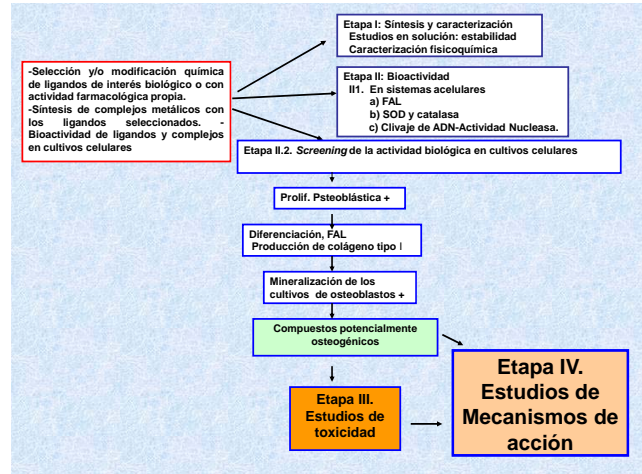 Etapa I: Síntesis y caracterización
Estudios en solución: estabilidad
Caracterización fisicoquímica
-Selección y/o modificación química
de ligandos de interés biológico o con
actividad farmacológica propia.
-Síntesis de complejos metálicos con
los ligandos seleccionados. -
Bioactividad de ligandos y complejos
en cultivos celulares
Etapa II: Bioactividad
II1. En sistemas acelulares
a) FAL
b) SOD y catalasa
c) Clivaje de ADN-Actividad Nucleasa.
Etapa II.2. Screening de la actividad biológica en cultivos celulares
Prolif. Psteoblástica +
Diferenciación, FAL
Producción de colágeno tipo I
Mineralización de los
cultivos de osteoblastos +
Compuestos potencialmente
osteogénicos
Etapa III.
Estudios de
toxicidad
Etapa IV.
Estudios de
Mecanismos de
acción